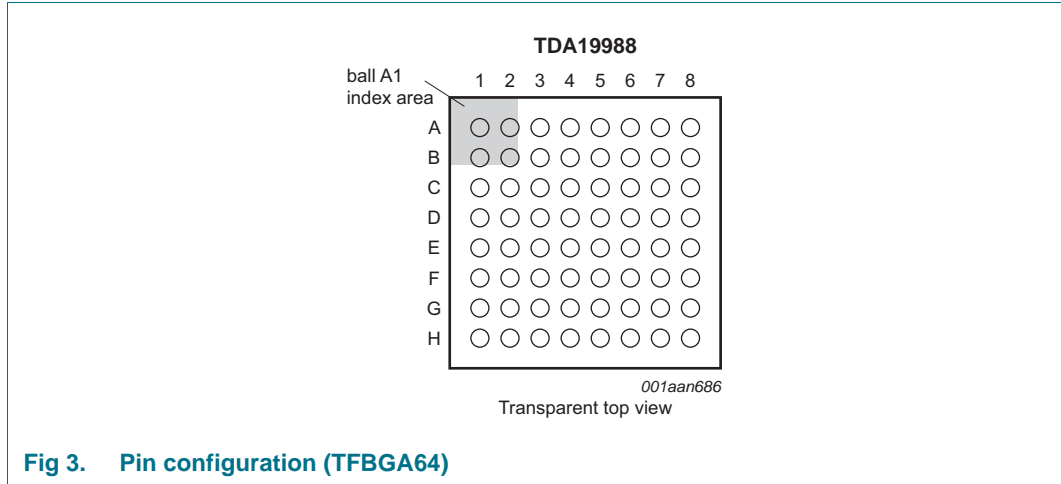 TDA19988
ball A1
index area
1 2 3 4 5 6 7 8
A
B
C
D
E
F
G
H
001aan686
Transparent top view
Fig 3. Pin configuration (TFBGA64)